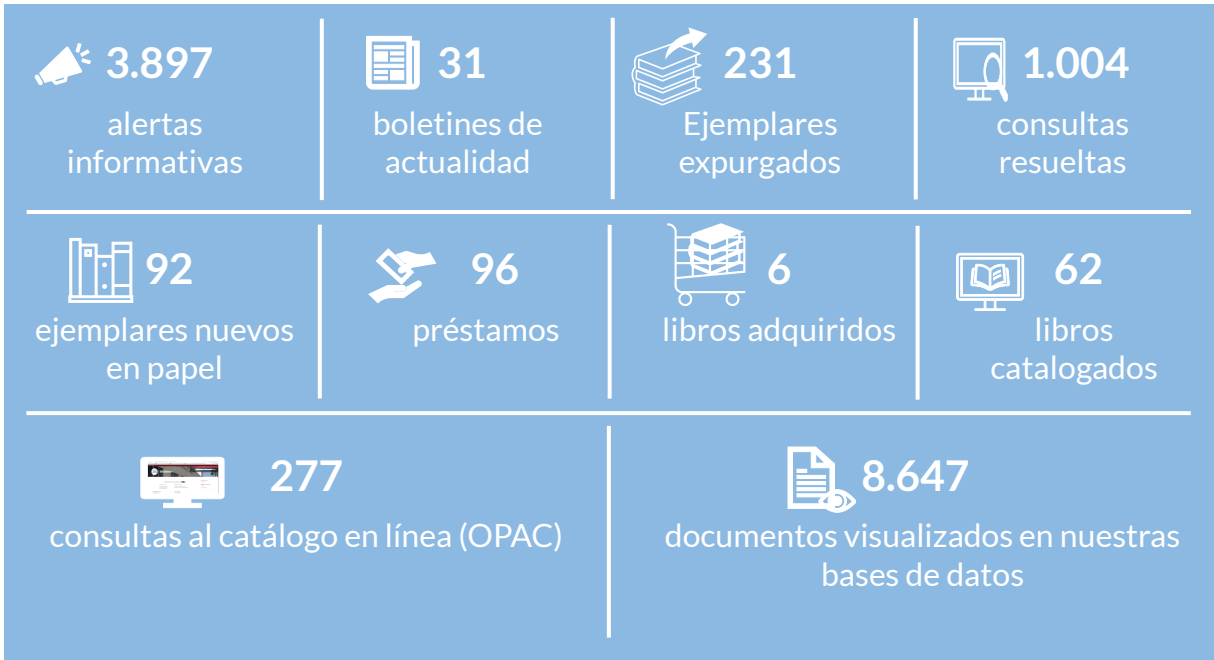 3.897
alertas
informativas
31
boletines de
actualidad
231
Ejemplares
expurgados
1.004
consultas
resueltas
92
ejemplares nuevos
en papel
96
préstamos
6
libros adquiridos
62
libros
catalogados
277
consultas al catálogo en línea (OPAC)
8.647
documentos visualizados en nuestras
bases de datos